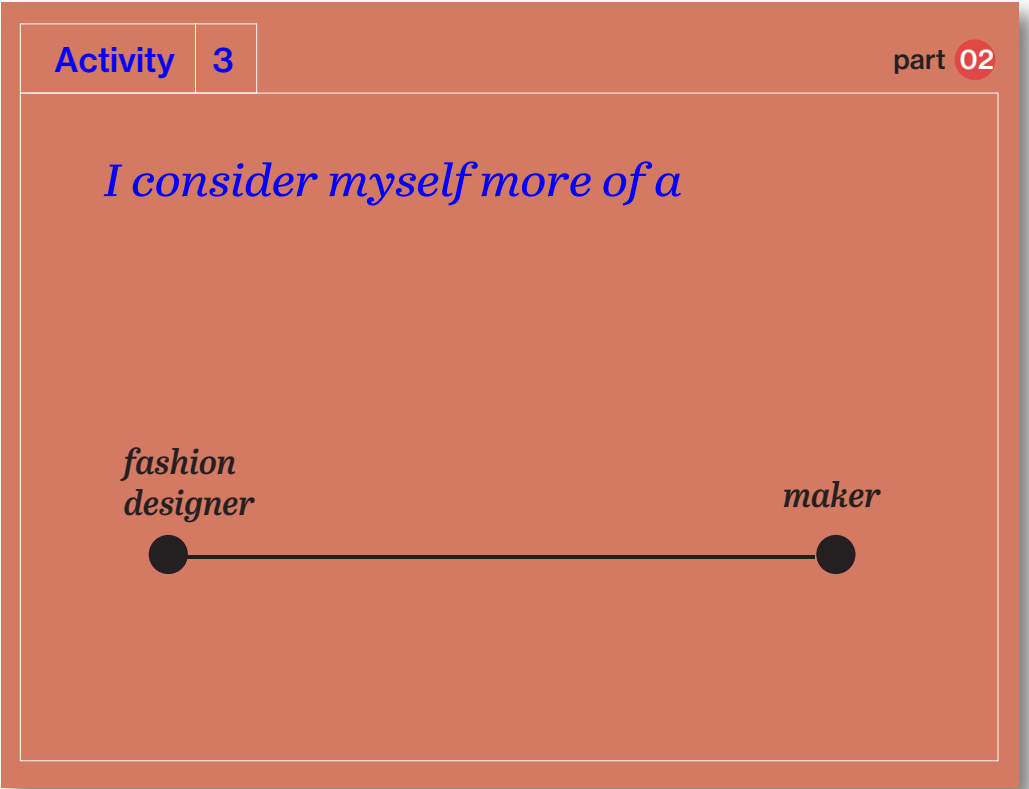 Activity 3
part 02
I consider myself more of a
fashion
designer
maker